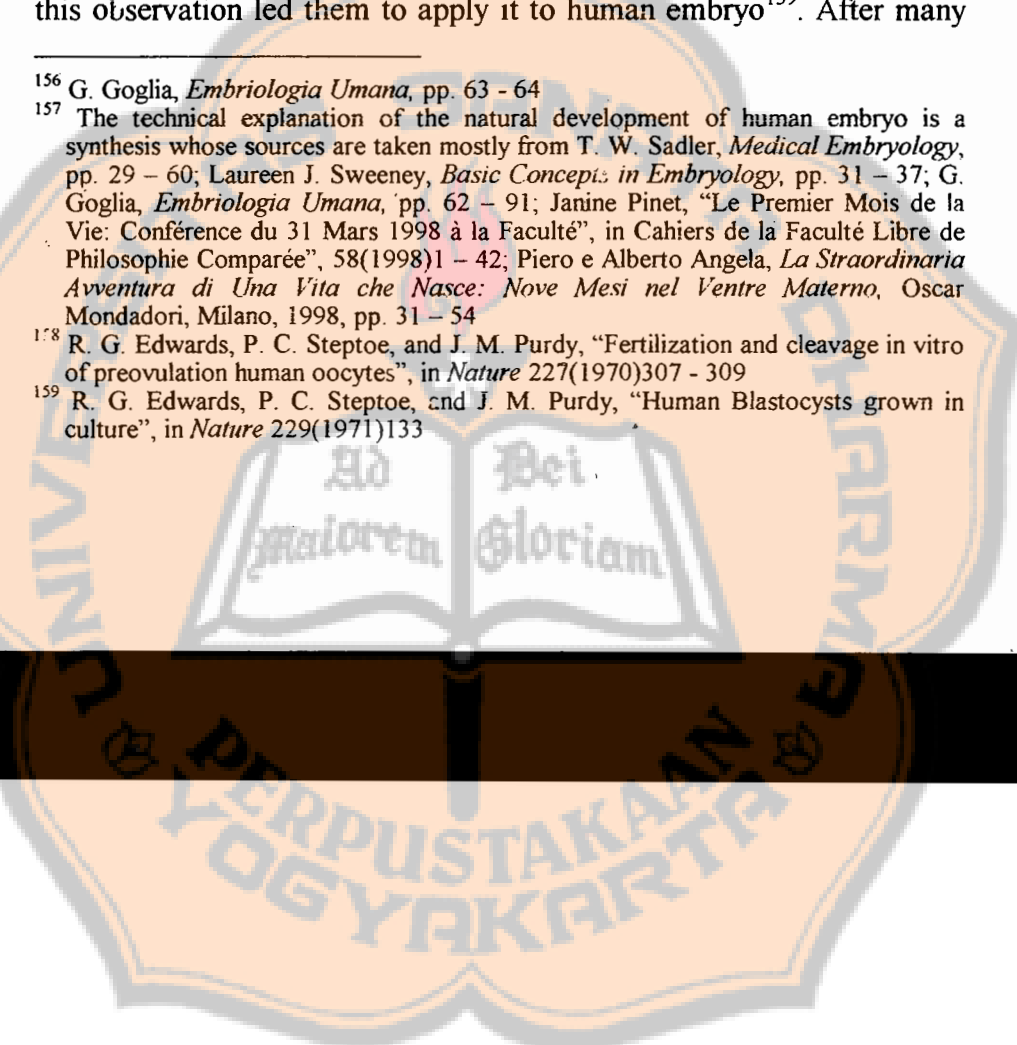 this observation led them to apply it to human embryo¹⁵⁹. After many
¹⁵⁶ G. Goglia, Embriologia Umana, pp. 63 - 64
¹⁵⁷ The technical explanation of the natural development of human embryo is a
synthesis whose sources are taken mostly from T. W. Sadler, Medical Embryology,
pp. 29 – 60; Laureen J. Sweeney, Basic Concepts in Embryology, pp. 31 – 37; G.
Goglia, Embriologia Umana, pp. 62 – 91; Janine Pinet, “Le Premier Mois de la
Vie: Conférence du 31 Mars 1998 à la Faculté”, in Cahiers de la Faculté Libre de
Philosophie Comparée”, 58(1998)1 – 42; Piero e Alberto Angela, La Straordinaria
Avventura di Una Vita che Nasce: Nove Mesi nel Ventre Materno, Oscar
Mondadori, Milano, 1998, pp. 31 – 54
¹⁵⁸ R. G. Edwards, P. C. Steptoe, and J. M. Purdy, “Fertilization and cleavage in vitro
of preovulation human oocytes”, in Nature 227(1970)307 - 309
¹⁵⁹ R. G. Edwards, P. C. Steptoe, and J. M. Purdy, “Human Blastocysts grown in
culture”, in Nature 229(1971)133
UNIVERSITAS SANATA DHARMA
Ad Dei
maiorem Gloriam
PERPUSTAKAAN
YOGYAKARTA